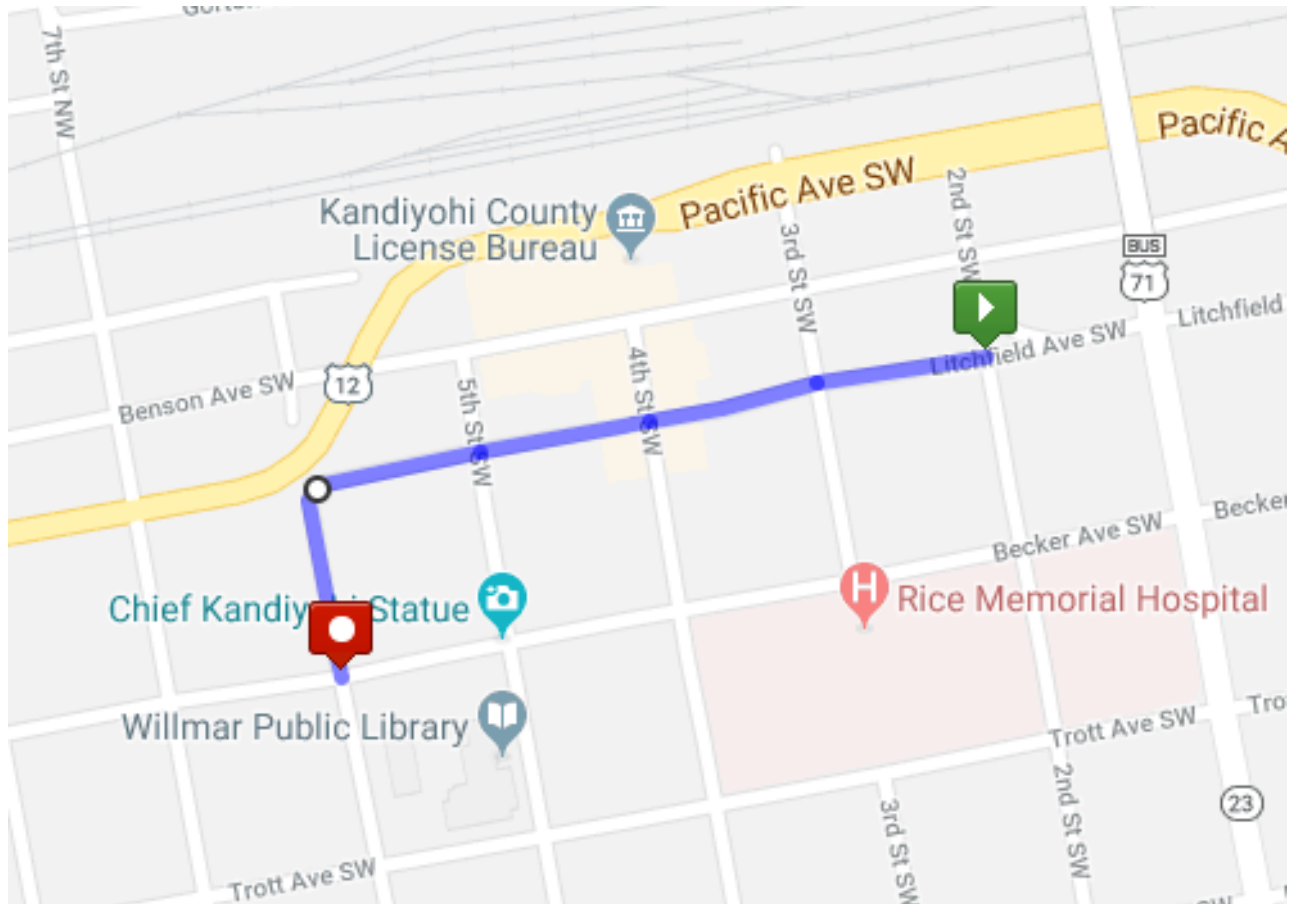 7th St NW
Pacific Ave SW
Pacific A
Kandiyohi County
License Bureau
2nd St SW
3rd St SW
BUS
71
Litchfield
Litchfield Ave SW
12
Benson Ave SW
5th St SW
4th St SW
Becker
Becker Ave SW
H
Rice Memorial Hospital
Chief Kandiyohi Statue
Willmar Public Library
Tro
Trott Ave SW
2nd St SW
23
3rd St SW
Trott Ave SW